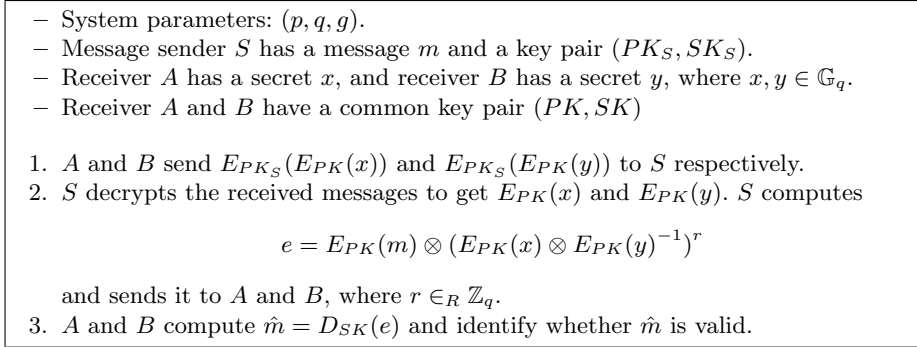 – System parameters: (p, q, g).
– Message sender S has a message m and a key pair (PK_S, SK_S).
– Receiver A has a secret x, and receiver B has a secret y, where x, y ∈ 𝔾_q.
– Receiver A and B have a common key pair (PK, SK)
1. A and B send E_{PK_S}(E_{PK}(x)) and E_{PK_S}(E_{PK}(y)) to S respectively.
2. S decrypts the received messages to get E_{PK}(x) and E_{PK}(y). S computes
e = E_{PK}(m) ⊗ (E_{PK}(x) ⊗ E_{PK}(y)^{-1})^r
and sends it to A and B, where r ∈_R ℤ_q.
3. A and B compute m̂ = D_{SK}(e) and identify whether m̂ is valid.